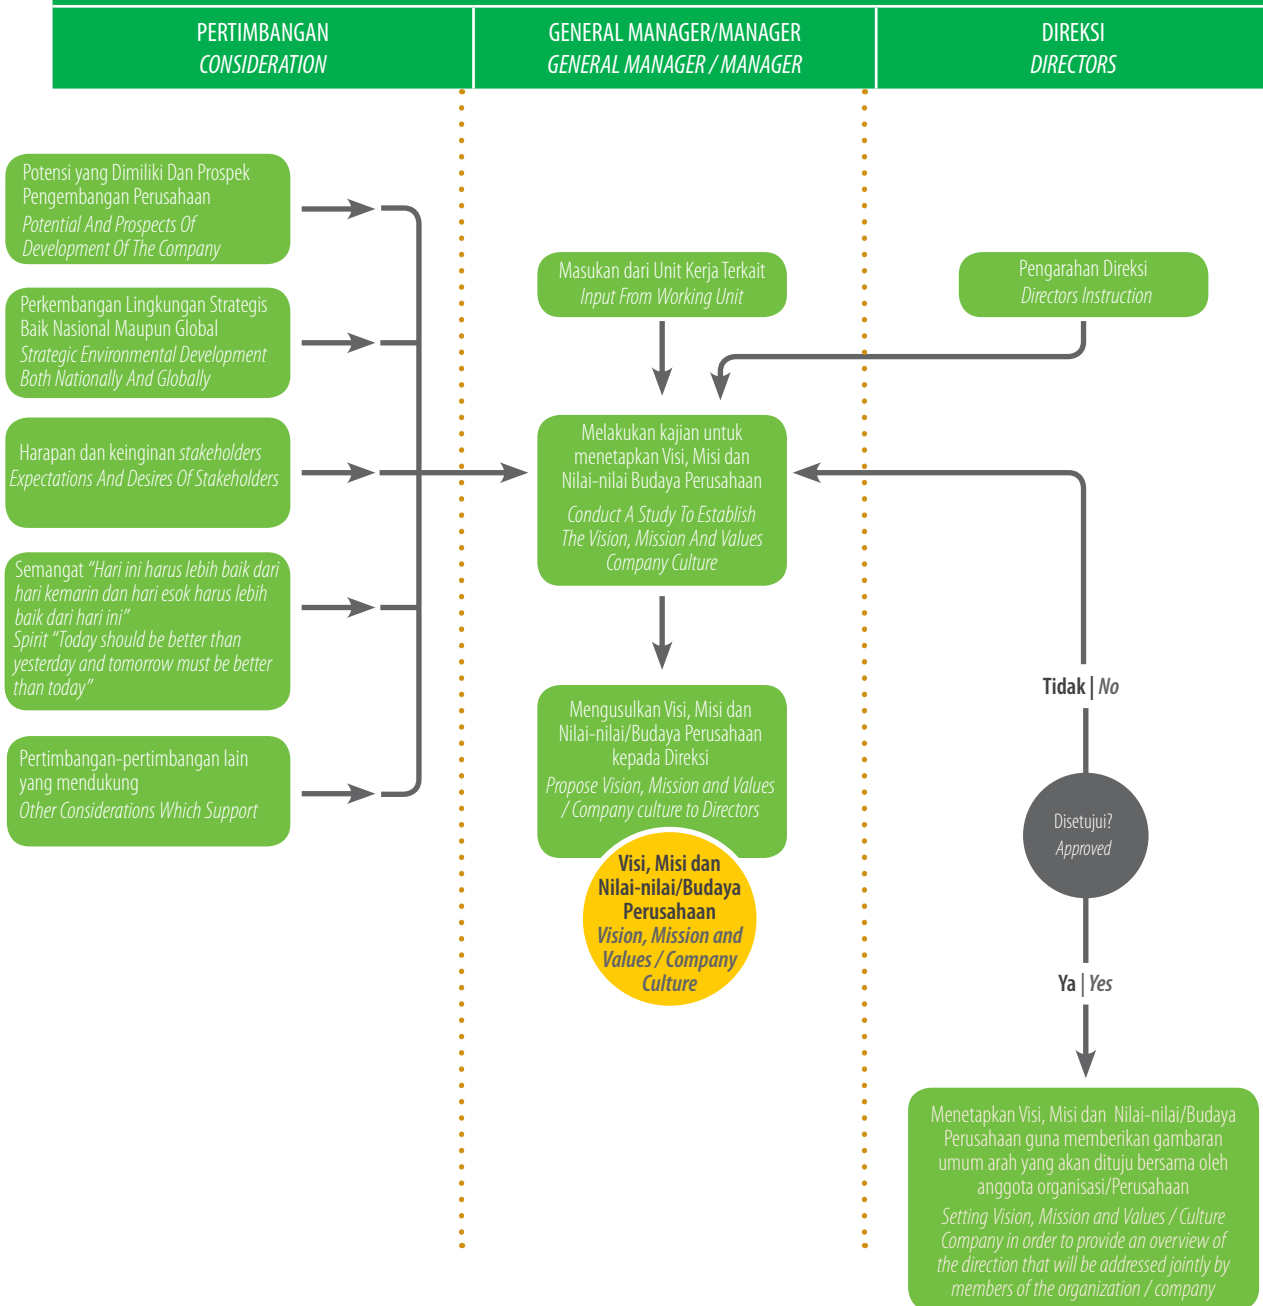 PERTIMBANGAN
CONSIDERATION
GENERAL MANAGER/MANAGER
GENERAL MANAGER / MANAGER
DIREKSI
DIRECTORS
Potensi yang Dimiliki Dan Prospek
Pengembangan Perusahaan
Potential And Prospects Of
Development Of The Company
Perkembangan Lingkungan Strategis
Baik Nasional Maupun Global
Strategic Environmental Development
Both Nationally And Globally
Harapan dan keinginan stakeholders
Expectations And Desires Of Stakeholders
Semangat “Hari ini harus lebih baik dari
hari kemarin dan hari esok harus lebih
baik dari hari ini”
Spirit “Today should be better than
yesterday and tomorrow must be better
than today”
Pertimbangan-pertimbangan lain
yang mendukung
Other Considerations Which Support
Masukan dari Unit Kerja Terkait
Input From Working Unit
Melakukan kajian untuk
menetapkan Visi, Misi dan
Nilai-nilai Budaya Perusahaan
Conduct A Study To Establish
The Vision, Mission And Values
Company Culture
Mengusulkan Visi, Misi dan
Nilai-nilai/Budaya Perusahaan
kepada Direksi
Propose Vision, Mission and Values
/ Company culture to Directors
Visi, Misi dan
Nilai-nilai/Budaya
Perusahaan
Vision, Mission and
Values / Company
Culture
Pengarahan Direksi
Directors Instruction
Tidak | No
Disetujui?
Approved
Ya | Yes
Menetapkan Visi, Misi dan Nilai-nilai/Budaya
Perusahaan guna memberikan gambaran
umum arah yang akan dituju bersama oleh
anggota organisasi/Perusahaan
Setting Vision, Mission and Values / Culture
Company in order to provide an overview of
the direction that will be addressed jointly by
members of the organization / company